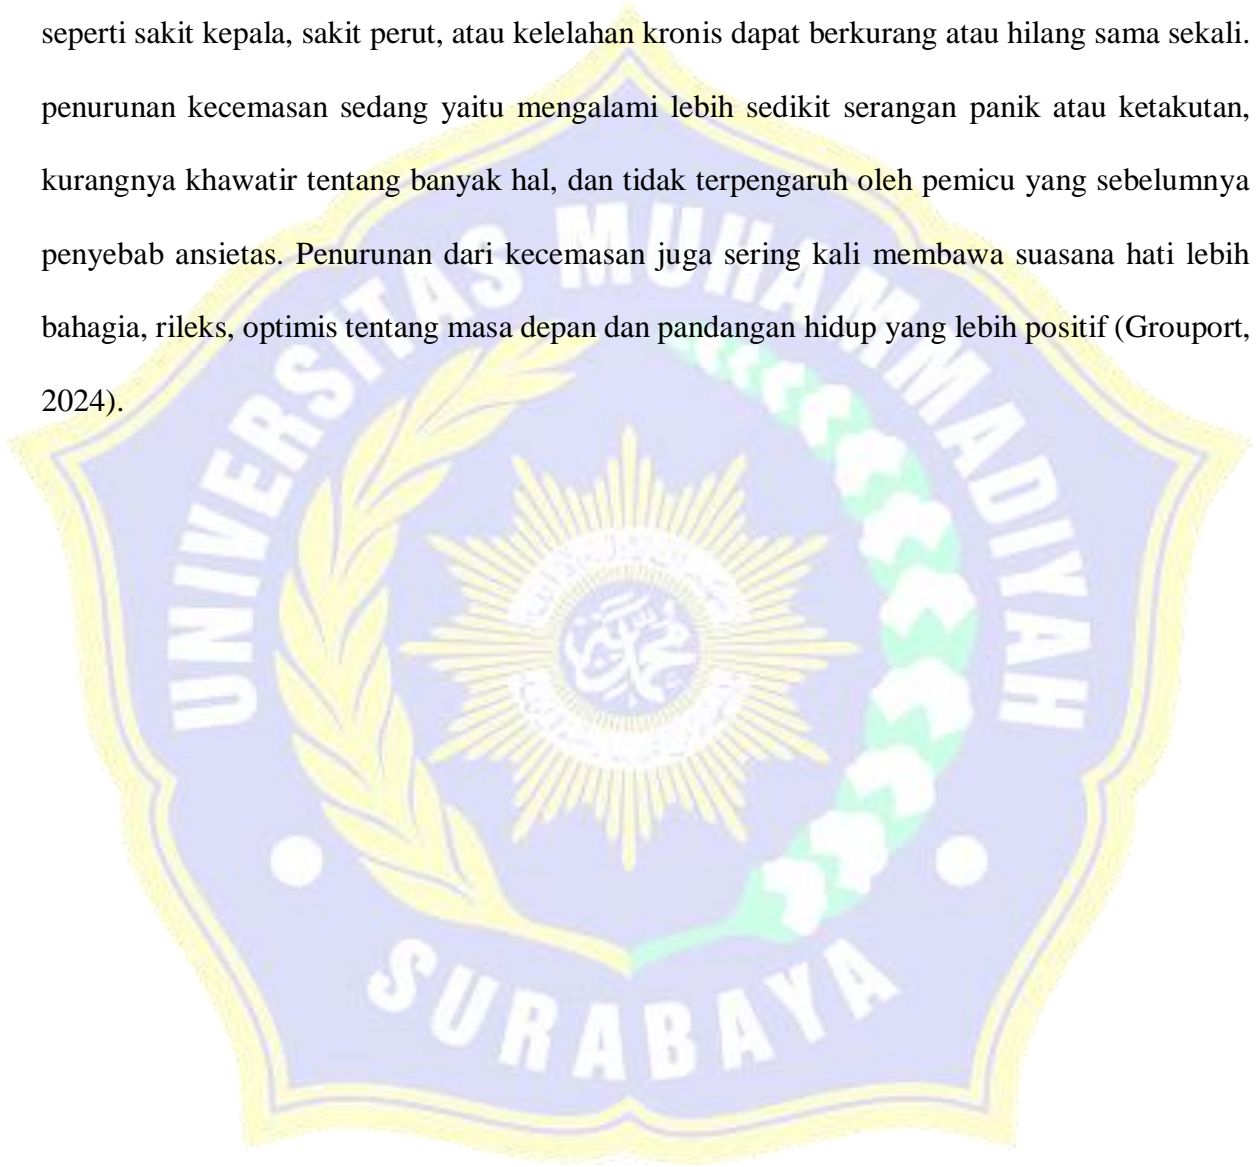 seperti sakit kepala, sakit perut, atau kelelahan kronis dapat berkurang atau hilang sama sekali.
penurunan kecemasan sedang yaitu mengalami lebih sedikit serangan panik atau ketakutan,
kurangnya khawatir tentang banyak hal, dan tidak terpengaruh oleh pemicu yang sebelumnya
penyebab ansietas. Penurunan dari kecemasan juga sering kali membawa suasana hati lebih
bahagia, rileks, optimis tentang masa depan dan pandangan hidup yang lebih positif (Grouport,
2024).
UNIVERSITAS MUHAMMADIYAH
SURABAYA